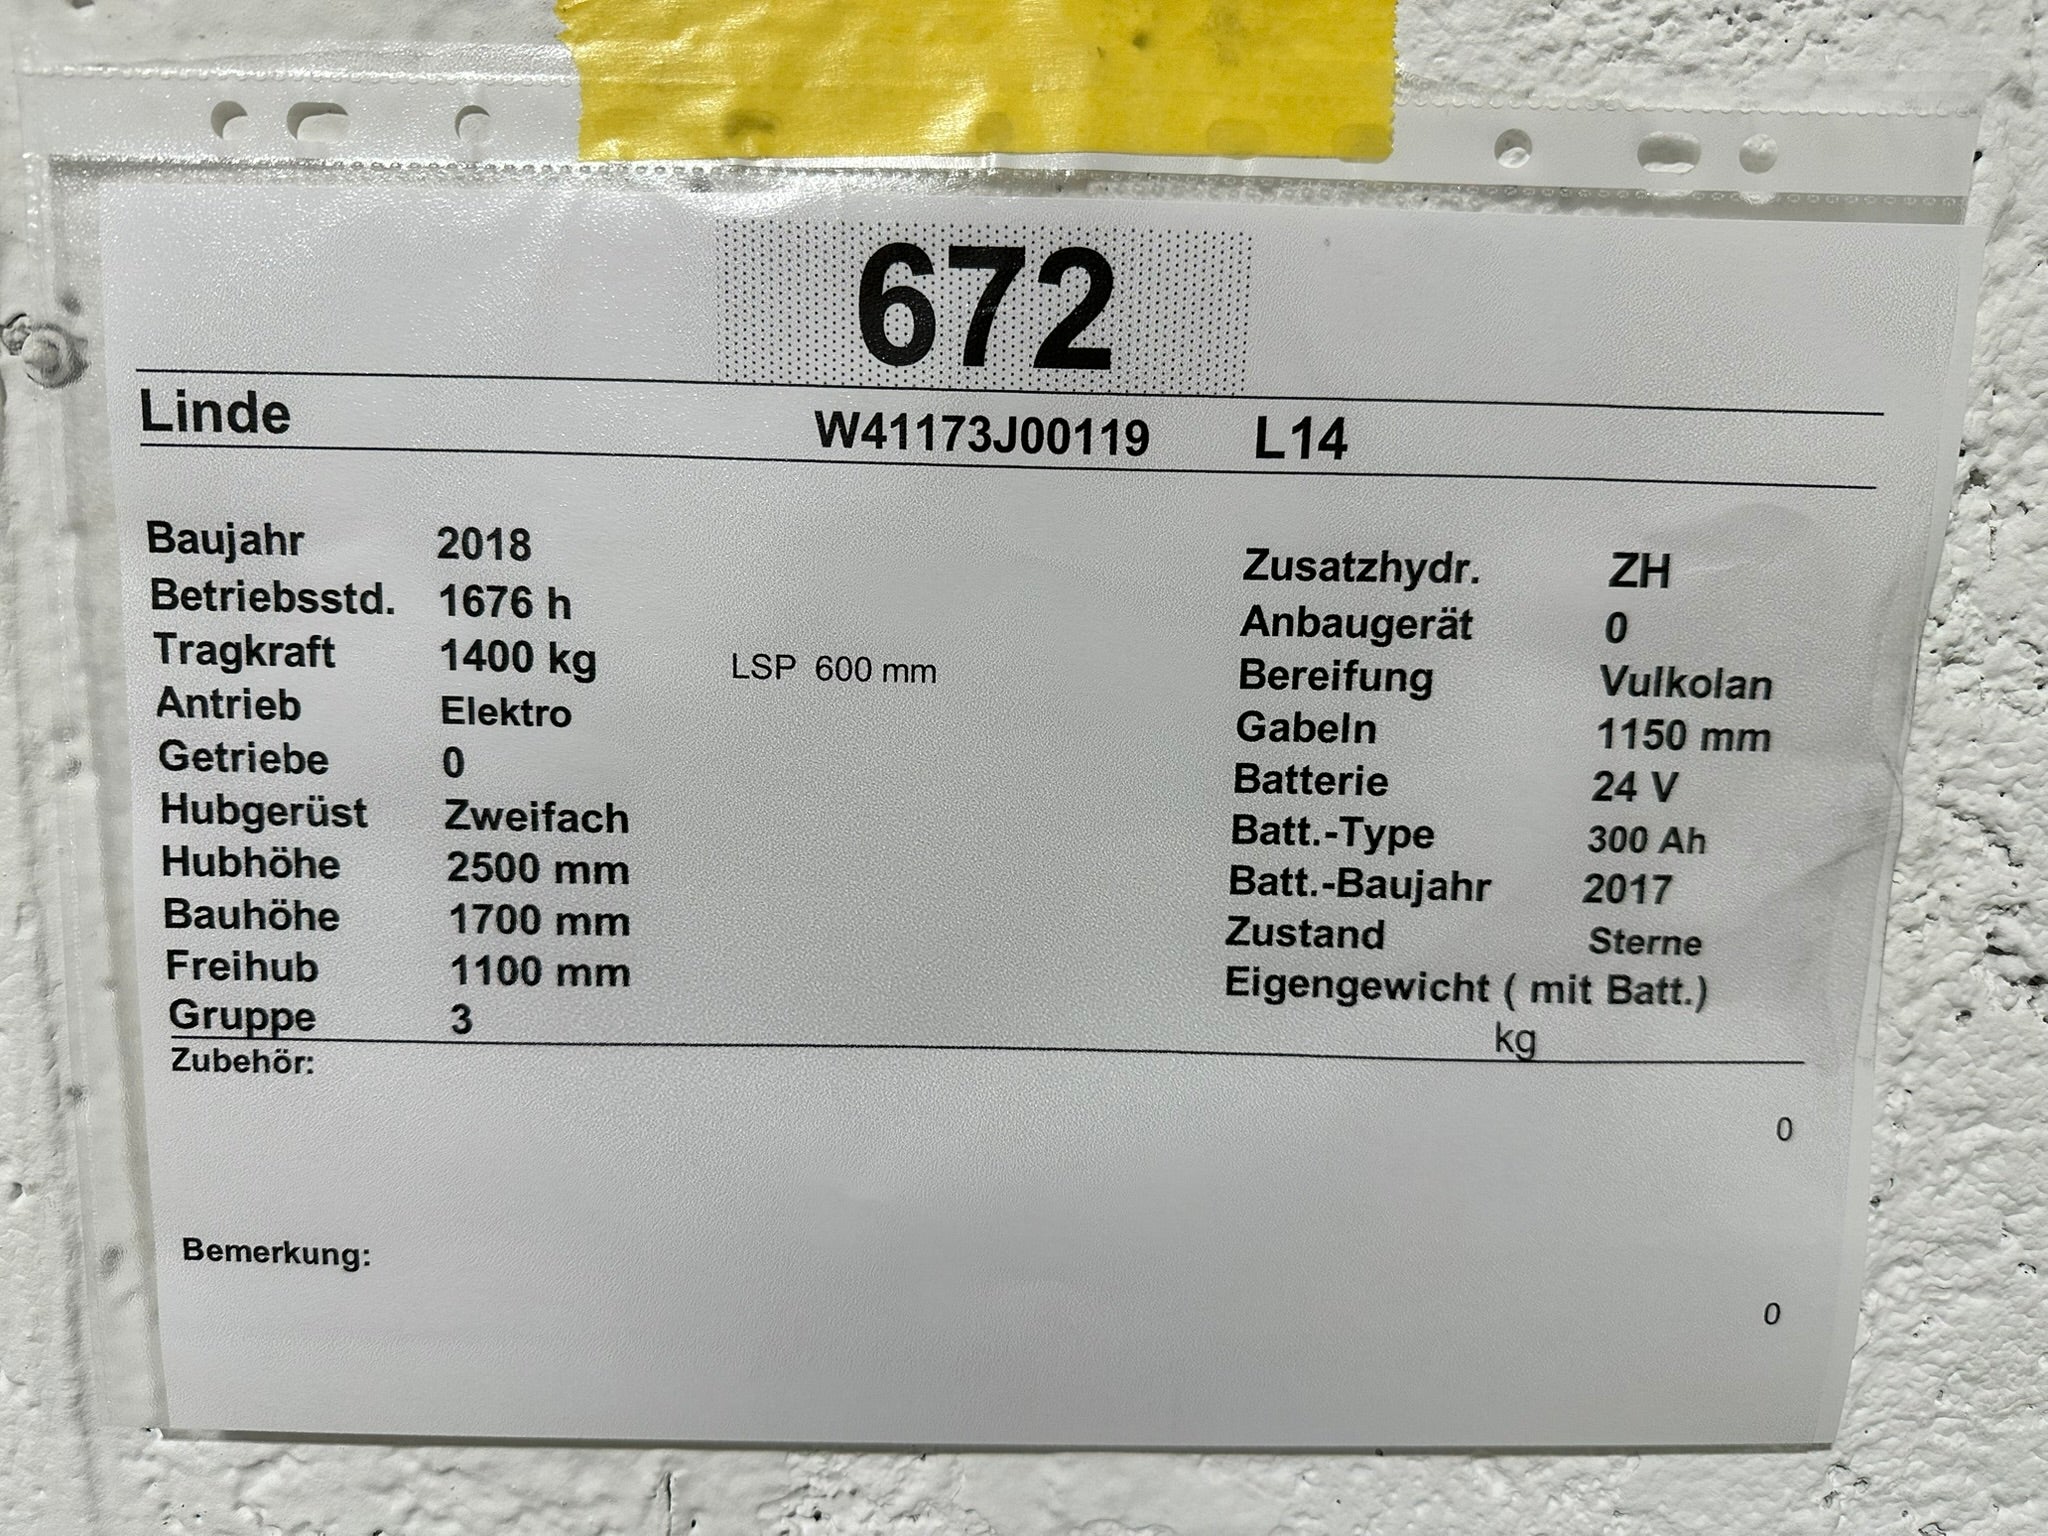 672
Linde W41173J00119 L14
Baujahr 2018
Betriebsstd. 1676 h
Tragkraft 1400 kg LSP 600 mm
Antrieb Elektro
Getriebe 0
Hubgerüst Zweifach
Hubhöhe 2500 mm
Bauhöhe 1700 mm
Freihub 1100 mm
Gruppe 3
Zusatzhydr. ZH
Anbaugerät 0
Bereifung Vulkolan
Gabeln 1150 mm
Batterie 24 V
Batt.-Type 300 Ah
Batt.-Baujahr 2017
Zustand Sterne
Eigengewicht ( mit Batt.)
kg
Zubehör:
0
Bemerkung:
0